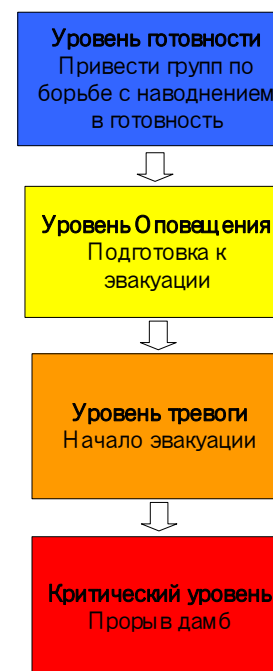 Уровень готовности
Привести групп по
борьбе с наводнением
в готовность
Уровень Оповещения
Подготовка к
эвакуации
Уровень тревоги
Начало эвакуации
Критический уровень
Прорыв дамб